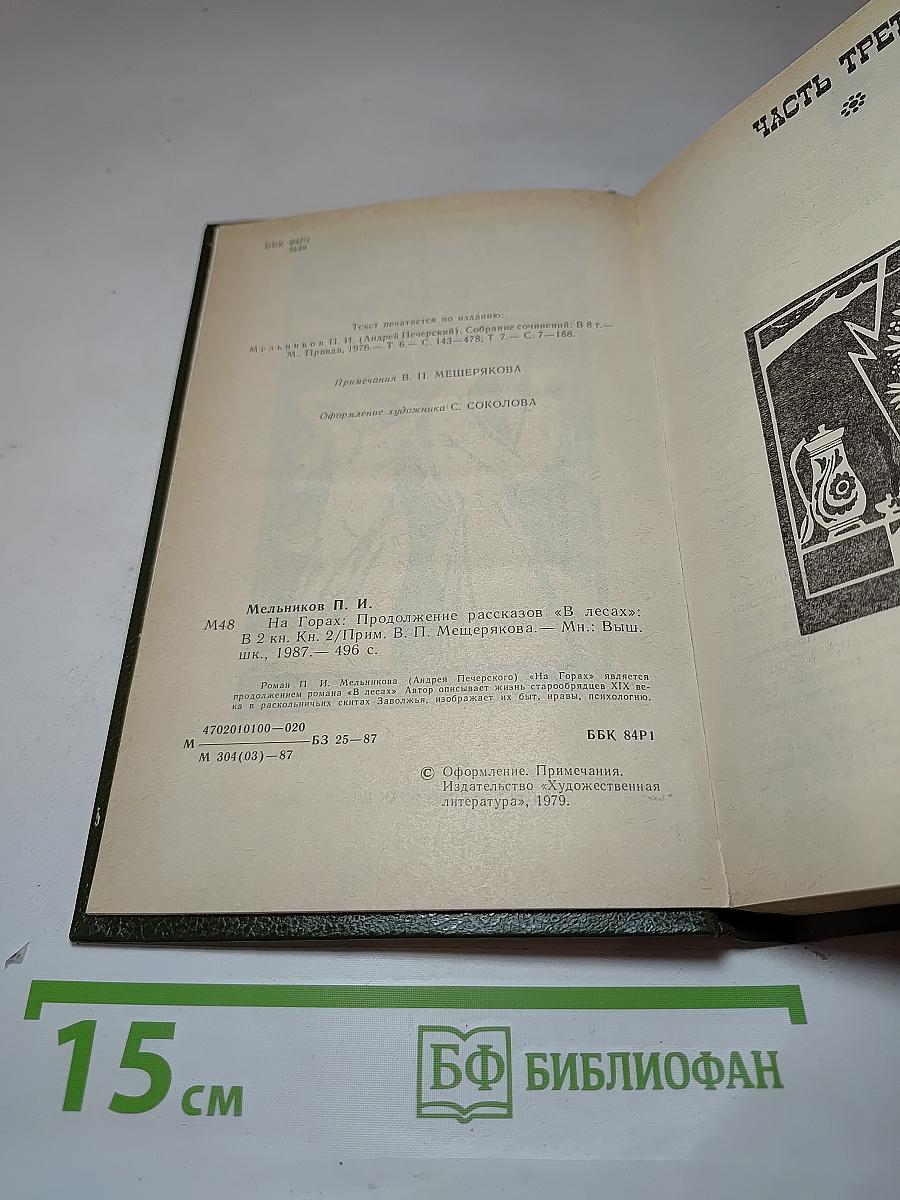 ББК 84Р1
М48
Текст печатается по изданию:
Мельников П. И. (Андрей Печерский). Собрание сочинений: В 8 т.—
М., Правда, 1976.— Т 6.— С. 143—478; Т 7.— С. 7—188.
Примечания В. П. МЕЩЕРЯКОВА
Оформление художника С. СОКОЛОВА
Мельников П. И.
М48 На Горах: Продолжение рассказов «В лесах»:
В 2 кн. Кн. 2/Прим. В. П. Мещерякова.— Мн.: Выш.
шк., 1987.— 496 с.
Роман П. И. Мельникова (Андрея Печерского) «На Горах» является
продолжением романа «В лесах» Автор описывает жизнь старообрядцев XIX ве-
ка в раскольничьих скитах Заволжья, изображает их быт, нравы, психологию.
М 4702010100—020
М 304(03)—87 БЗ 25—87
ББК 84Р1
© Оформление. Примечания.
Издательство «Художественная
литература», 1979.
ЧАСТЬ ТРЕТ
15 см
БФ БИБЛИОФАН